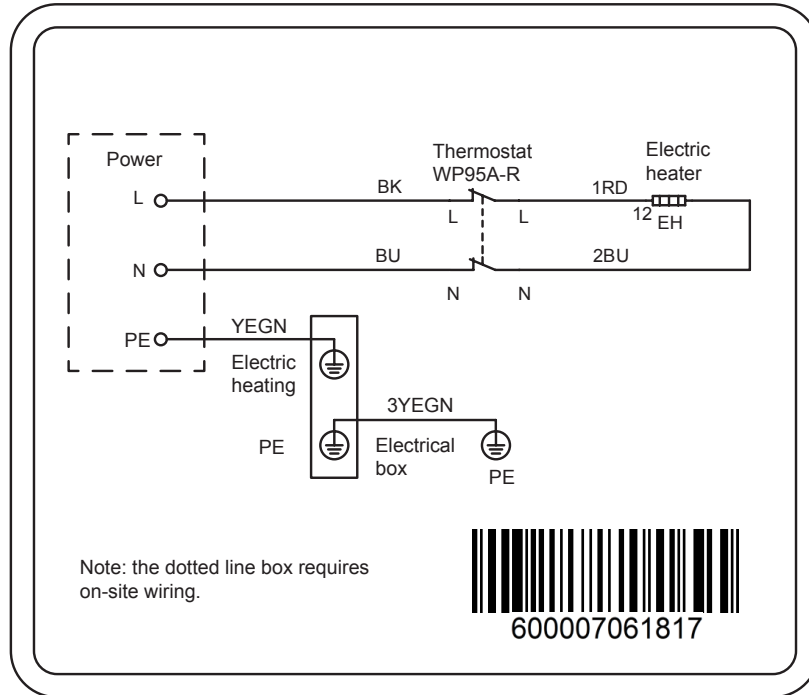 Power
Thermostat
WP95A-R
Electric
heater
L
BK
L
L
1RD
12
EH
N
BU
N
N
2BU
PE
YEGN
Electric
heating
PE
3YEGN
Electrical
box
PE
Note: the dotted line box requires
on-site wiring.
600007061817